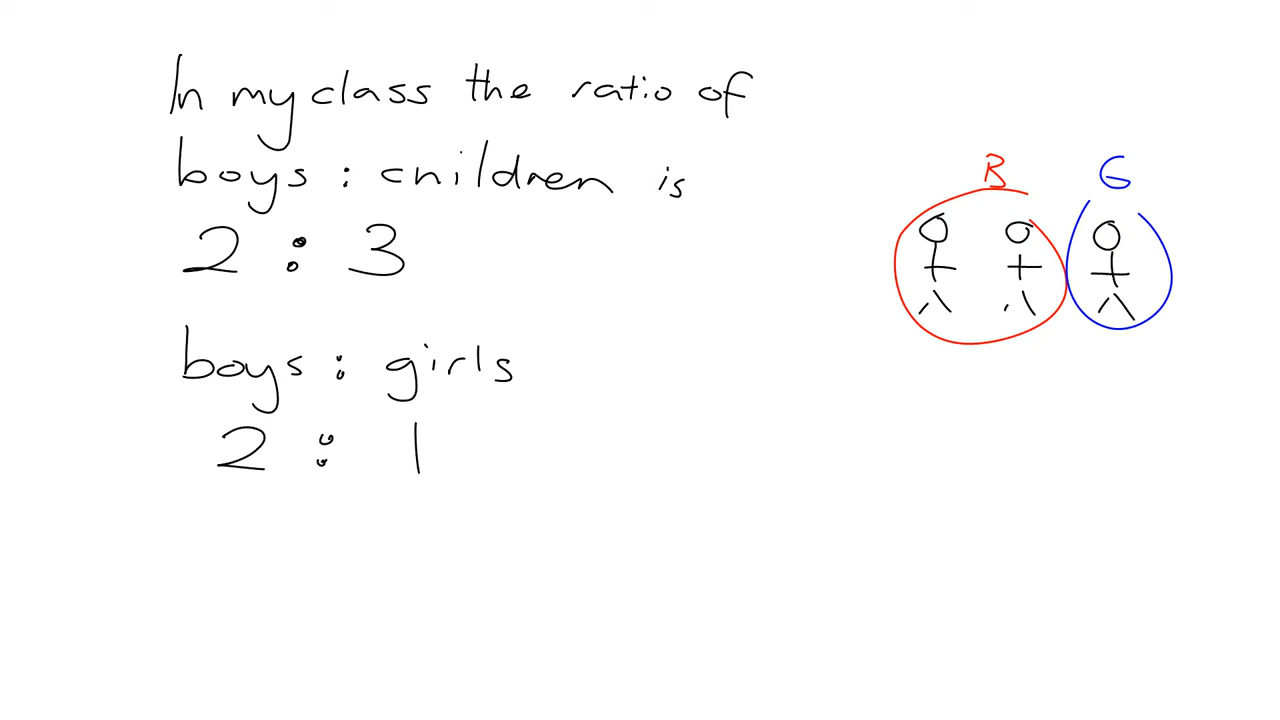 In my class the ratio of
boys : children is
2 : 3
boys : girls
2 : 1
B G